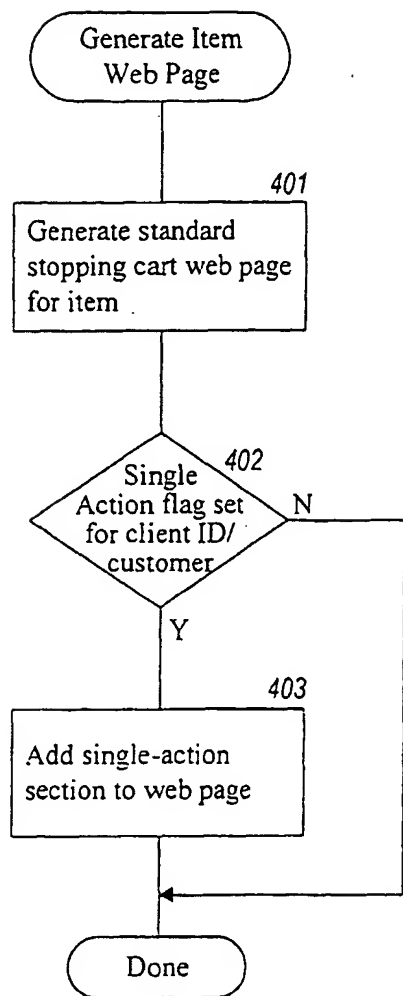 Generate Item
Web Page
401
Generate standard
stopping cart web page
for item
402
Single
Action flag set
for client ID/
customer
N
Y
403
Add single-action
section to web page
Done